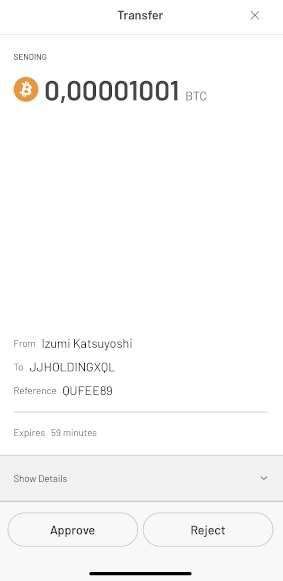 Transfer
SENDING
0,00001001 BTC
From Izumi Katsuyoshi
To JJHOLDINGXQL
Reference QUFEE89
Expires 59 minutes
Show Details
Approve Reject